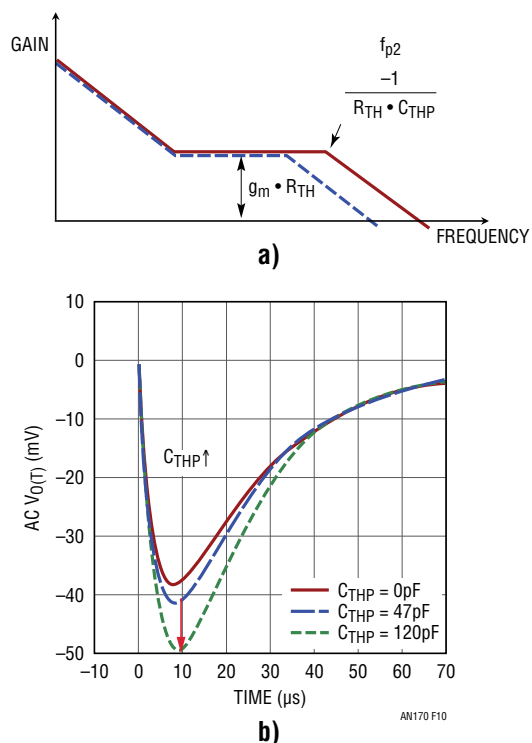 GAIN
fp2
–1
RTH • CTHP
gm • RTH
FREQUENCY
a)
10
0
–10
–20
–30
–40
–50
AC VO(T) (mV)
CTHP↑
CTHP = 0pF
CTHP = 47pF
CTHP = 120pF
–10
0
10
20
30
40
50
60
70
TIME (µs)
AN170 F10
b)